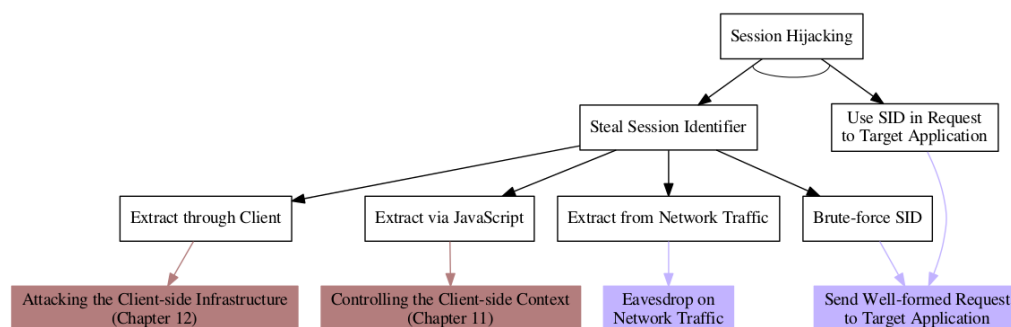 Session Hijacking
Steal Session Identifier
Use SID in Request
to Target Application
Extract through Client
Extract via JavaScript
Extract from Network Traffic
Brute-force SID
Attacking the Client-side Infrastructure
(Chapter 12)
Controlling the Client-side Context
(Chapter 11)
Eavesdrop on
Network Traffic
Send Well-formed Request
to Target Application